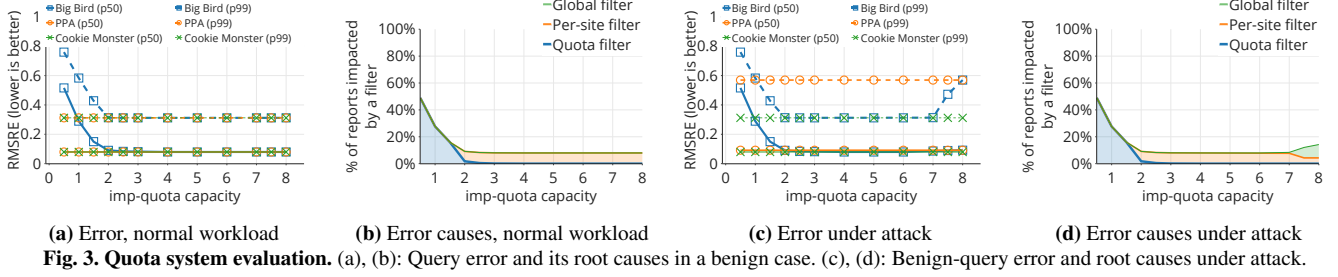 Big Bird (p50)
Big Bird (p99)
PPA (p50)
PPA (p99)
Cookie Monster (p50)
Cookie Monster (p99)
RMSRE (lower is better)
1
0.8
0.6
0.4
0.2
0
0 1 2 3 4 5 6 7 8
imp-quota capacity
(a) Error, normal workload
Global filter
Per-site filter
Quota filter
% of reports impacted
by a filter
100%
80%
60%
40%
20%
0%
1 2 3 4 5 6 7 8
imp-quota capacity
(b) Error causes, normal workload
Big Bird (p50)
Big Bird (p99)
PPA (p50)
PPA (p99)
Cookie Monster (p50)
Cookie Monster (p99)
RMSRE (lower is better)
1
0.8
0.6
0.4
0.2
0
0 1 2 3 4 5 6 7 8
imp-quota capacity
(c) Error under attack
Global filter
Per-site filter
Quota filter
% of reports impacted
by a filter
100%
80%
60%
40%
20%
0%
1 2 3 4 5 6 7 8
imp-quota capacity
(d) Error causes under attack
Fig. 3. Quota system evaluation. (a), (b): Query error and its root causes in a benign case. (c), (d): Benign-query error and root causes under attack.